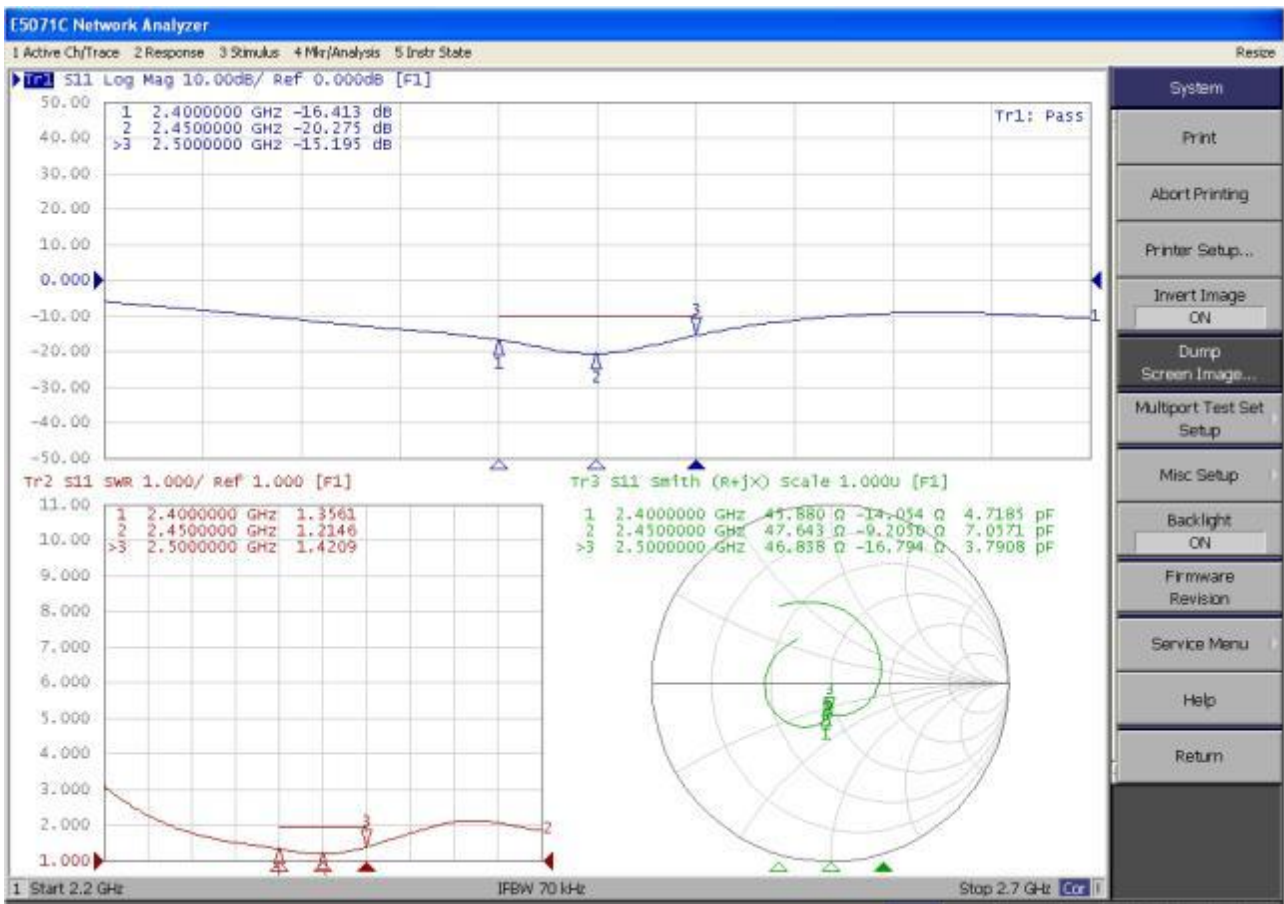 E5071C Network Analyzer
1 Active Ch/Trace 2 Response 3 Stimulus 4 Mkr/Analysis 5 Instr State Resize
Tr1 S11 Log Mag 10.00dB/ Ref 0.000dB [F1]
50.00
40.00
30.00
20.00
10.00
0.000
-10.00
-20.00
-30.00
-40.00
-50.00
1 2.4000000 GHz -16.413 dB
2 2.4500000 GHz -20.275 dB
>3 2.5000000 GHz -15.195 dB
Tr1: Pass
3
1
1
2
Tr2 S11 SWR 1.000/ Ref 1.000 [F1]
11.00
10.00
9.000
8.000
7.000
6.000
5.000
4.000
3.000
2.000
1.000
1 2.4000000 GHz 1.3561
2 2.4500000 GHz 1.2146
>3 2.5000000 GHz 1.4209
3
2
Tr3 S11 Smith (R+jX) Scale 1.000U [F1]
1 2.4000000 GHz 45.880 Ω -14.054 Ω 4.7185 pF
2 2.4500000 GHz 47.643 Ω -9.2050 Ω 7.0571 pF
>3 2.5000000 GHz 46.838 Ω -16.794 Ω 3.7908 pF
3
1
1 Start 2.2 GHz IFBW 70 kHz Stop 2.7 GHz Cor
System
Print
Abort Printing
Printer Setup...
Invert Image
ON
Dump
Screen Image...
Multiport Test Set
Setup
Misc Setup
Backlight
ON
Firmware
Revision
Service Menu
Help
Return